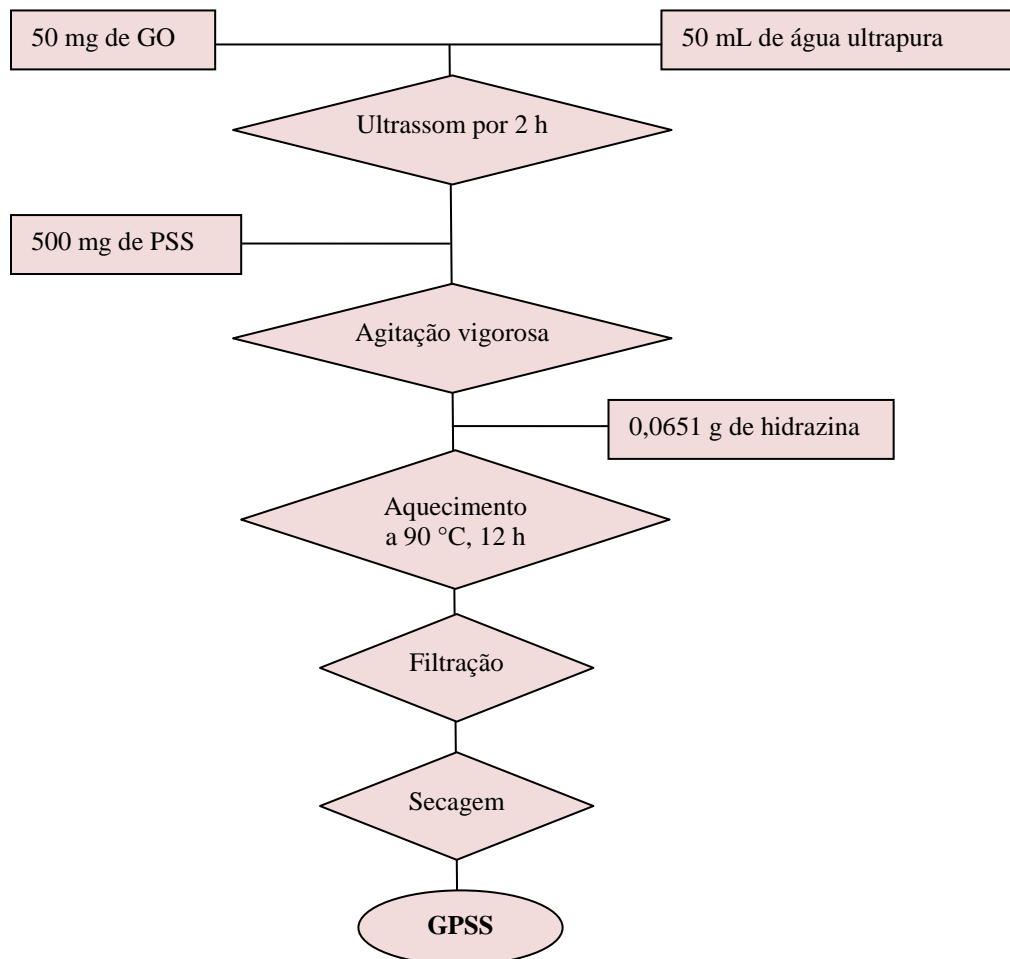 50 mg de GO
50 mL de água ultrapura
Ultrassom por 2 h
500 mg de PSS
Agitação vigorosa
0,0651 g de hidrazina
Aquecimento
a 90 °C, 12 h
Filtração
Secagem
GPSS